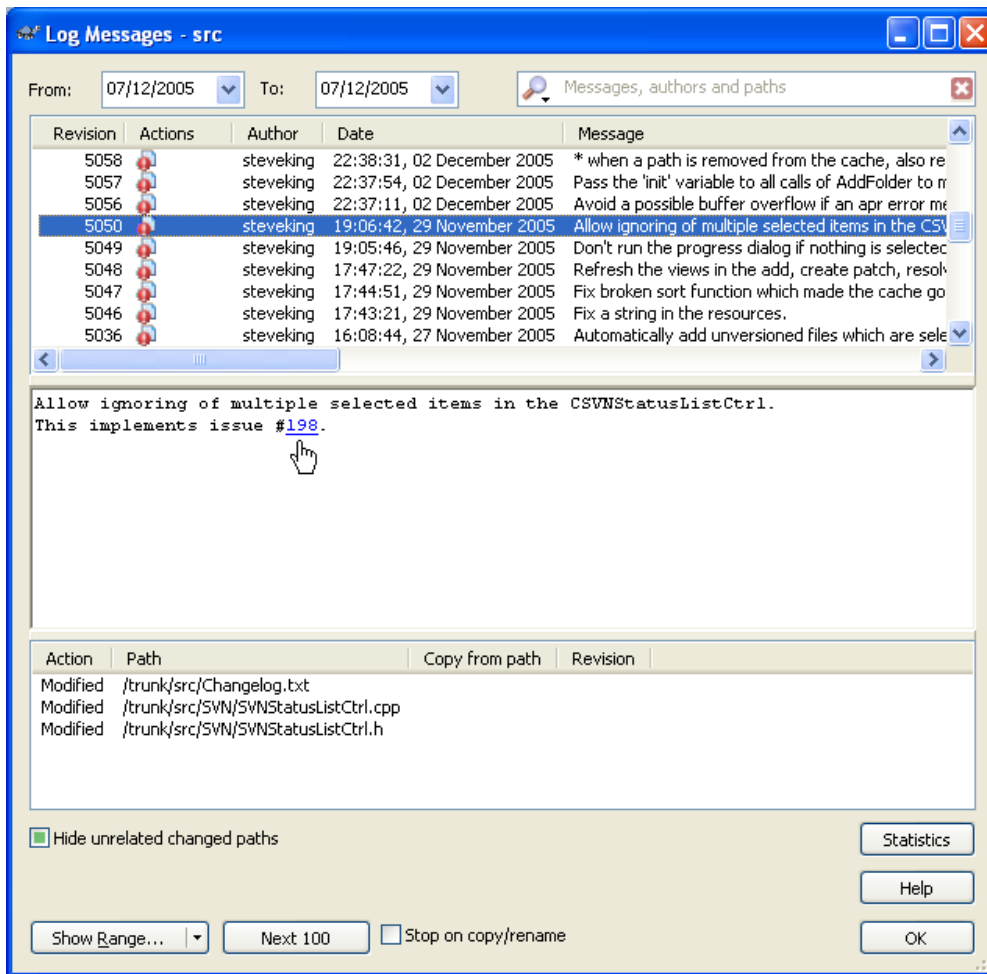 Log Messages - src
From: 07/12/2005 To: 07/12/2005 Messages, authors and paths
Revision Actions Author Date Message
5058 steveking 22:38:31, 02 December 2005 * when a path is removed from the cache, also re
5057 steveking 22:37:54, 02 December 2005 Pass the 'init' variable to all calls of AddFolder to
5056 steveking 22:37:11, 02 December 2005 Avoid a possible buffer overflow if an apr error
5050 steveking 19:06:42, 29 November 2005 Allow ignoring of multiple selected items in the
5049 steveking 19:05:46, 29 November 2005 Don't run the progress dialog if nothing is selected
5048 steveking 17:47:22, 29 November 2005 Refresh the views in the add, create patch,
5047 steveking 17:44:51, 29 November 2005 Fix broken sort function which made the cache go
5046 steveking 17:43:21, 29 November 2005 Fix a string in the resources.
5036 steveking 16:08:44, 27 November 2005 Automatically add unversioned files which are sele
Allow ignoring of multiple selected items in the CSVNStatusListCtrl.
This implements issue #198.
Action Path Copy from path Revision
Modified /trunk/src/Changelog.txt
Modified /trunk/src/SVN/SVNStatusListCtrl.cpp
Modified /trunk/src/SVN/SVNStatusListCtrl.h
Hide unrelated changed paths
Statistics
Help
Show Range... Next 100 Stop on copy/rename OK